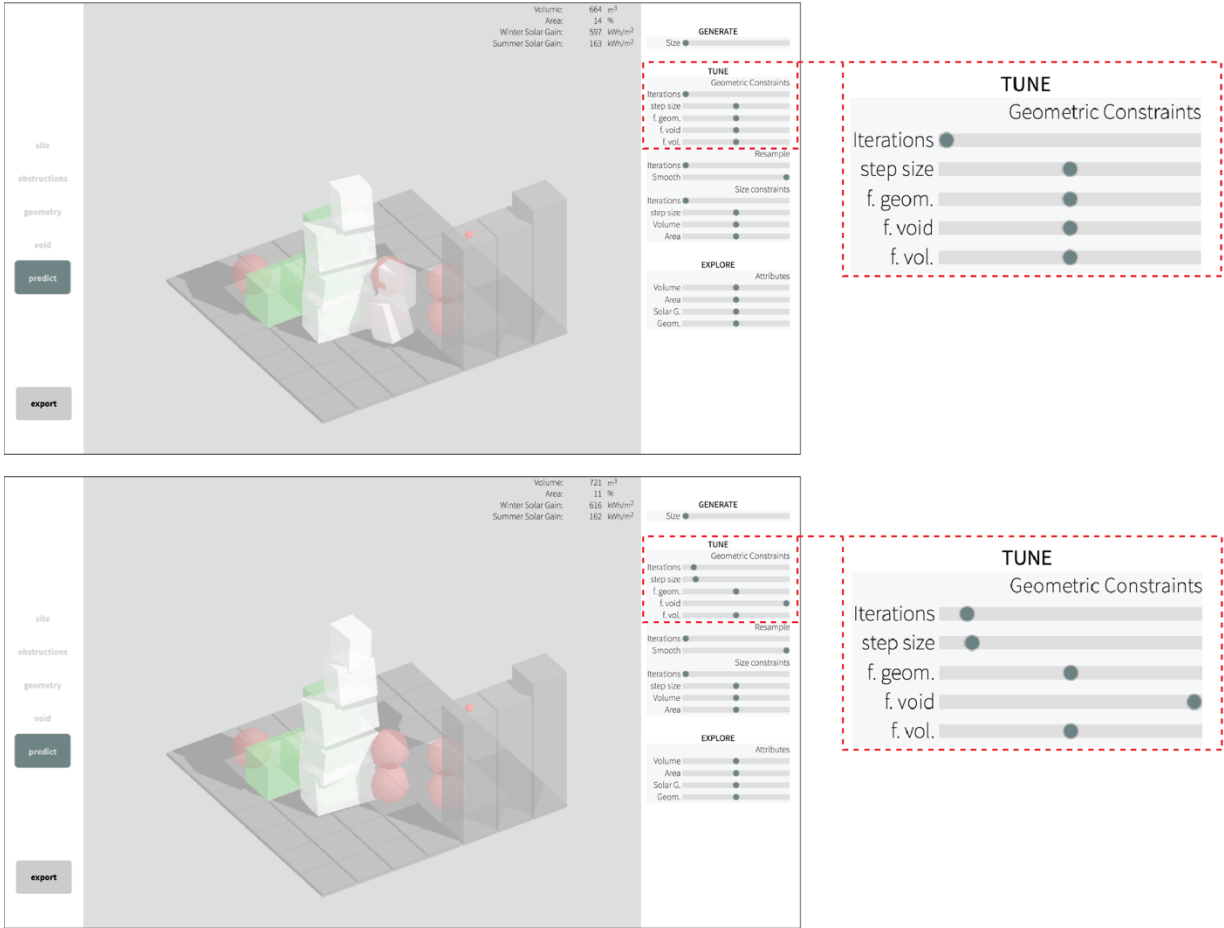 Volume: 664 m³
Area: 14 %
Winter Solar Gain: 597 kWh/m²
Summer Solar Gain: 163 kWh/m²
site
obstructions
geometry
void
predict
export
GENERATE
Size
TUNE
Geometric Constraints
Iterations
step size
f. geom.
f. void
f. vol.
Resample
Iterations
Smooth
Size constraints
Iterations
step size
Volume
Area
EXPLORE
Attributes
Volume
Area
Solar G.
Geom.
TUNE
Geometric Constraints
Iterations
step size
f. geom.
f. void
f. vol.
Volume: 721 m³
Area: 11 %
Winter Solar Gain: 616 kWh/m²
Summer Solar Gain: 162 kWh/m²
site
obstructions
geometry
void
predict
export
GENERATE
Size
TUNE
Geometric Constraints
Iterations
step size
f. geom.
f. void
f. vol.
Resample
Iterations
Smooth
Size constraints
Iterations
step size
Volume
Area
EXPLORE
Attributes
Volume
Area
Solar G.
Geom.
TUNE
Geometric Constraints
Iterations
step size
f. geom.
f. void
f. vol.